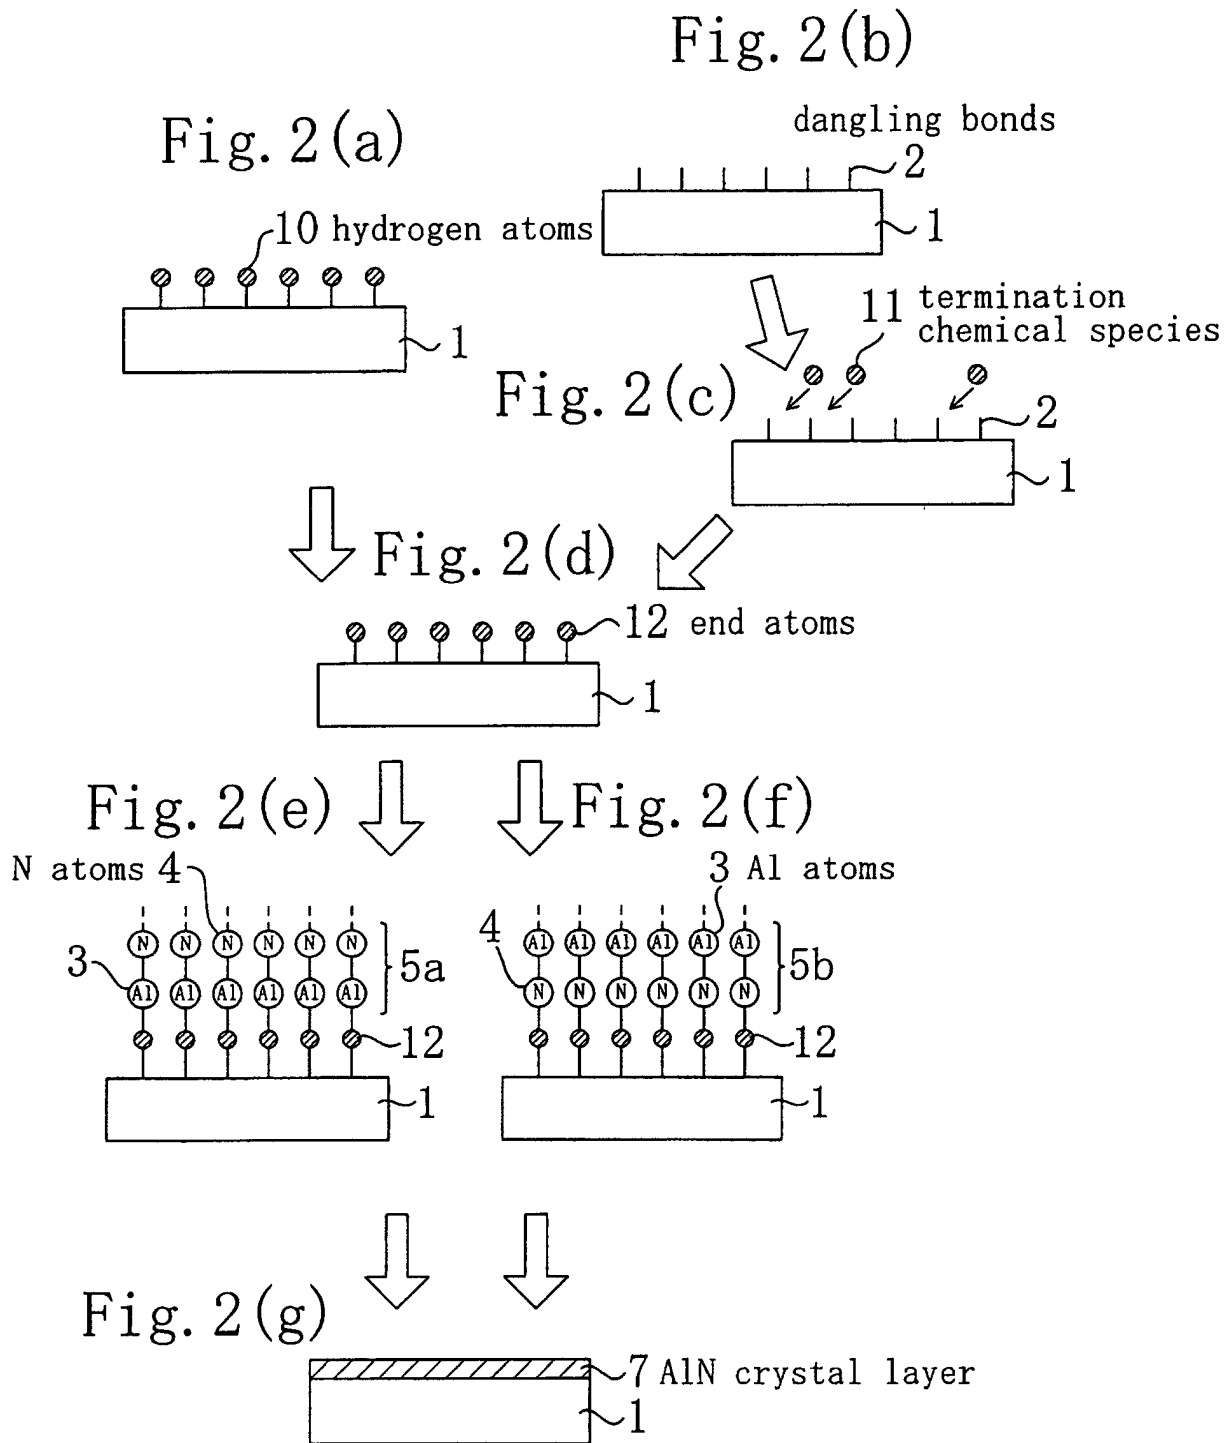 Fig. 2(b)
Fig. 2(a)
dangling bonds
2
10 hydrogen atoms
1
1
11 termination
chemical species
Fig. 2(c)
2
1
Fig. 2(d)
12 end atoms
1
Fig. 2(e)
Fig. 2(f)
N atoms 4
3 Al atoms
N N N N N N
4
Al Al Al Al Al Al
3
5a
5b
Al Al Al Al Al Al
N N N N N N
12
12
1
1
Fig. 2(g)
7 AlN crystal layer
1